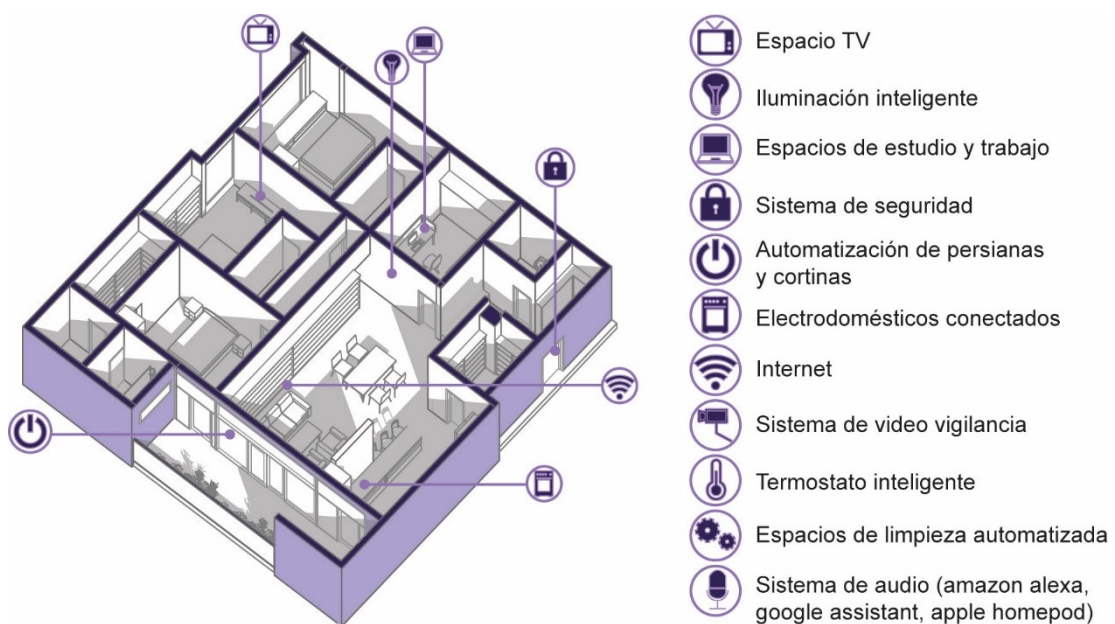 Espacio TV
Iluminación inteligente
Espacios de estudio y trabajo
Sistema de seguridad
Automatización de persianas
y cortinas
Electrodomésticos conectados
Internet
Sistema de video vigilancia
Termostato inteligente
Espacios de limpieza automatizada
Sistema de audio (amazon alexa,
google assistant, apple homepod)